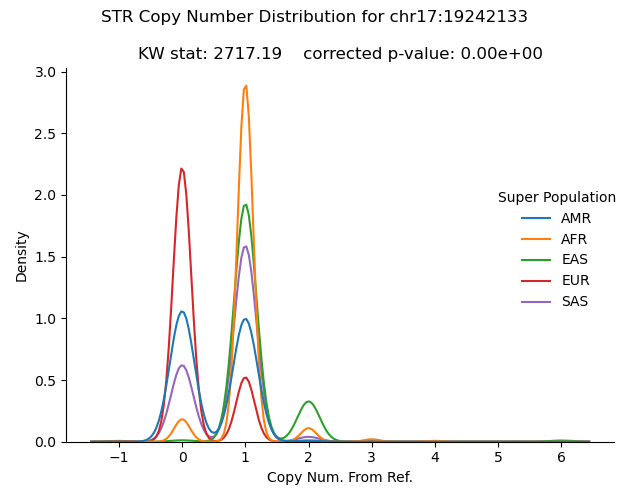 STR Copy Number Distribution for chr17:19242133
KW stat: 2717.19    corrected p-value: 0.00e+00
3.0
2.5
2.0
1.5
1.0
0.5
0.0
Density
−1 0 1 2 3 4 5 6
Copy Num. From Ref.
Super Population
AMR
AFR
EAS
EUR
SAS